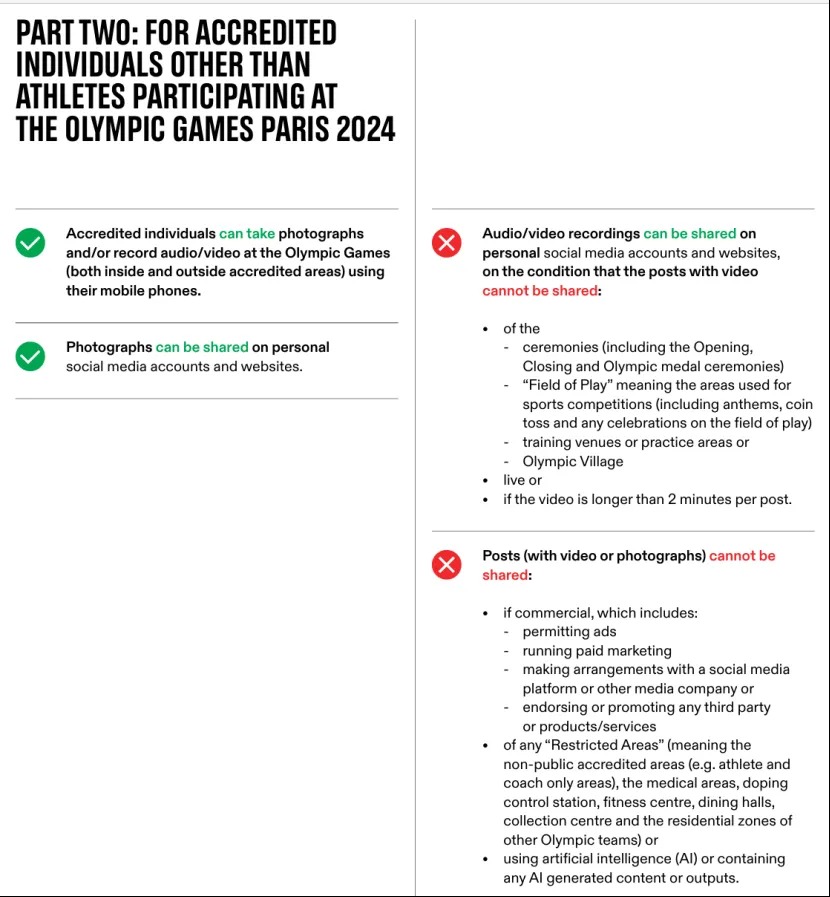 PART TWO: FOR ACCREDITED
INDIVIDUALS OTHER THAN
ATHLETES PARTICIPATING AT
THE OLYMPIC GAMES PARIS 2024
Accredited individuals can take photographs
and/or record audio/video at the Olympic Games
(both inside and outside accredited areas) using
their mobile phones.
Photographs can be shared on personal
social media accounts and websites.
Audio/video recordings can be shared on
personal social media accounts and websites,
on the condition that the posts with video
cannot be shared:
• of the
- ceremonies (including the Opening,
Closing and Olympic medal ceremonies)
- “Field of Play” meaning the areas used for
sports competitions (including anthems, coin
toss and any celebrations on the field of play)
- training venues or practice areas or
- Olympic Village
• live or
• if the video is longer than 2 minutes per post.
Posts (with video or photographs) cannot be
shared:
• if commercial, which includes:
- permitting ads
- running paid marketing
- making arrangements with a social media
platform or other media company or
- endorsing or promoting any third party
or products/services
• of any “Restricted Areas” (meaning the
non-public accredited areas (e.g. athlete and
coach only areas), the medical areas, doping
control station, fitness centre, dining halls,
collection centre and the residential zones of
other Olympic teams) or
• using artificial intelligence (AI) or containing
any AI generated content or outputs.